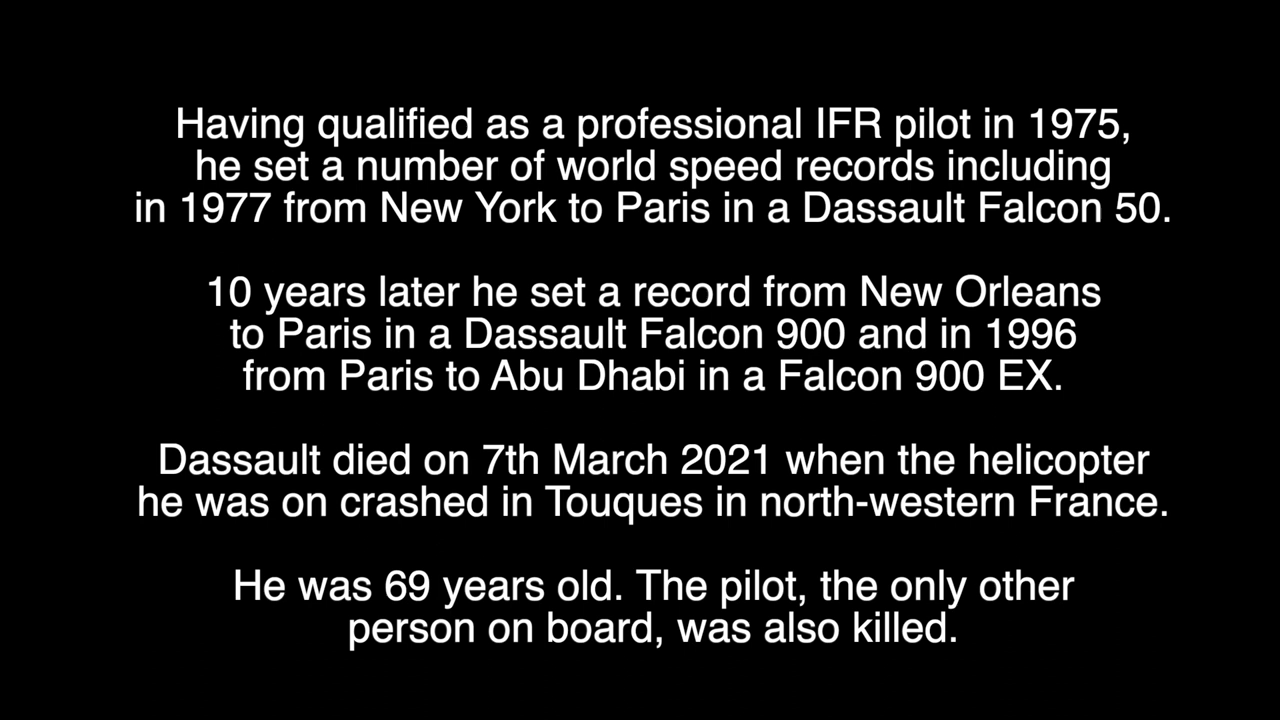 Having qualified as a professional IFR pilot in 1975,
he set a number of world speed records including
in 1977 from New York to Paris in a Dassault Falcon 50.
10 years later he set a record from New Orleans
to Paris in a Dassault Falcon 900 and in 1996
from Paris to Abu Dhabi in a Falcon 900 EX.
Dassault died on 7th March 2021 when the helicopter
he was on crashed in Touques in north-western France.
He was 69 years old. The pilot, the only other
person on board, was also killed.